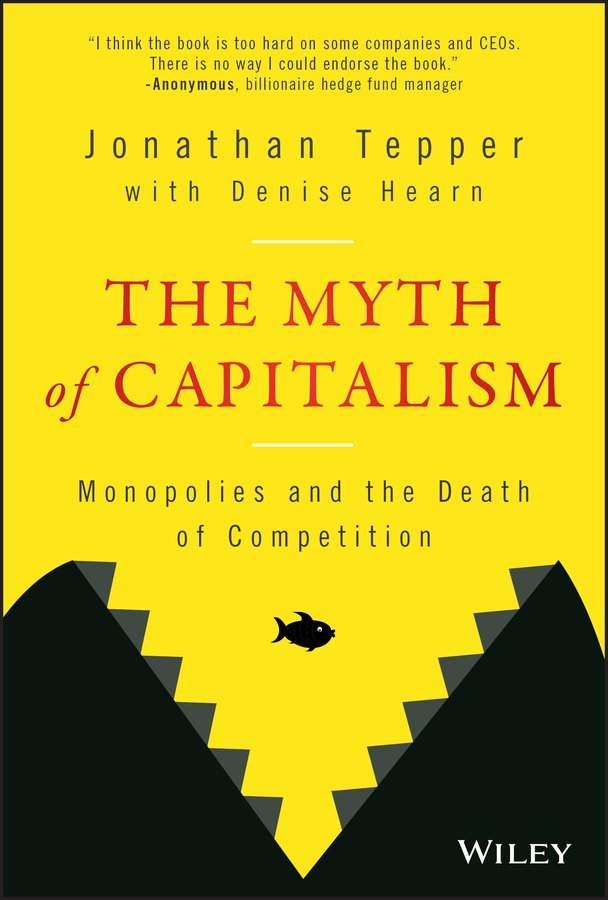 “I think the book is too hard on some companies and CEOs.
There is no way I could endorse the book.”
-Anonymous, billionaire hedge fund manager
Jonathan Tepper
with Denise Hearn
THE MYTH
of CAPITALISM
Monopolies and the Death
of Competition
WILEY